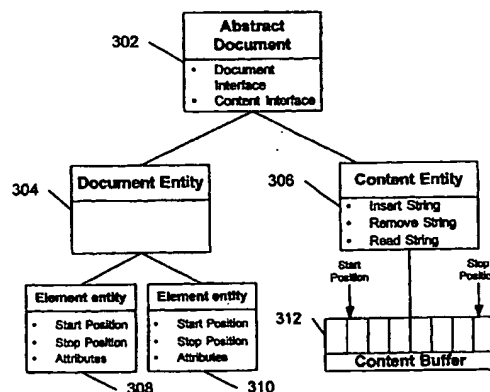 Abstract
Document
302
• Document
Interface
• Content Interface
304
Document Entity
306
Content Entity
• Insert String
• Remove String
• Read String
Start
Position
Stop
Position
Element entity
• Start Position
• Stop Position
• Attributes
Element entity
• Start Position
• Stop Position
• Attributes
312
Content Buffer
308
310